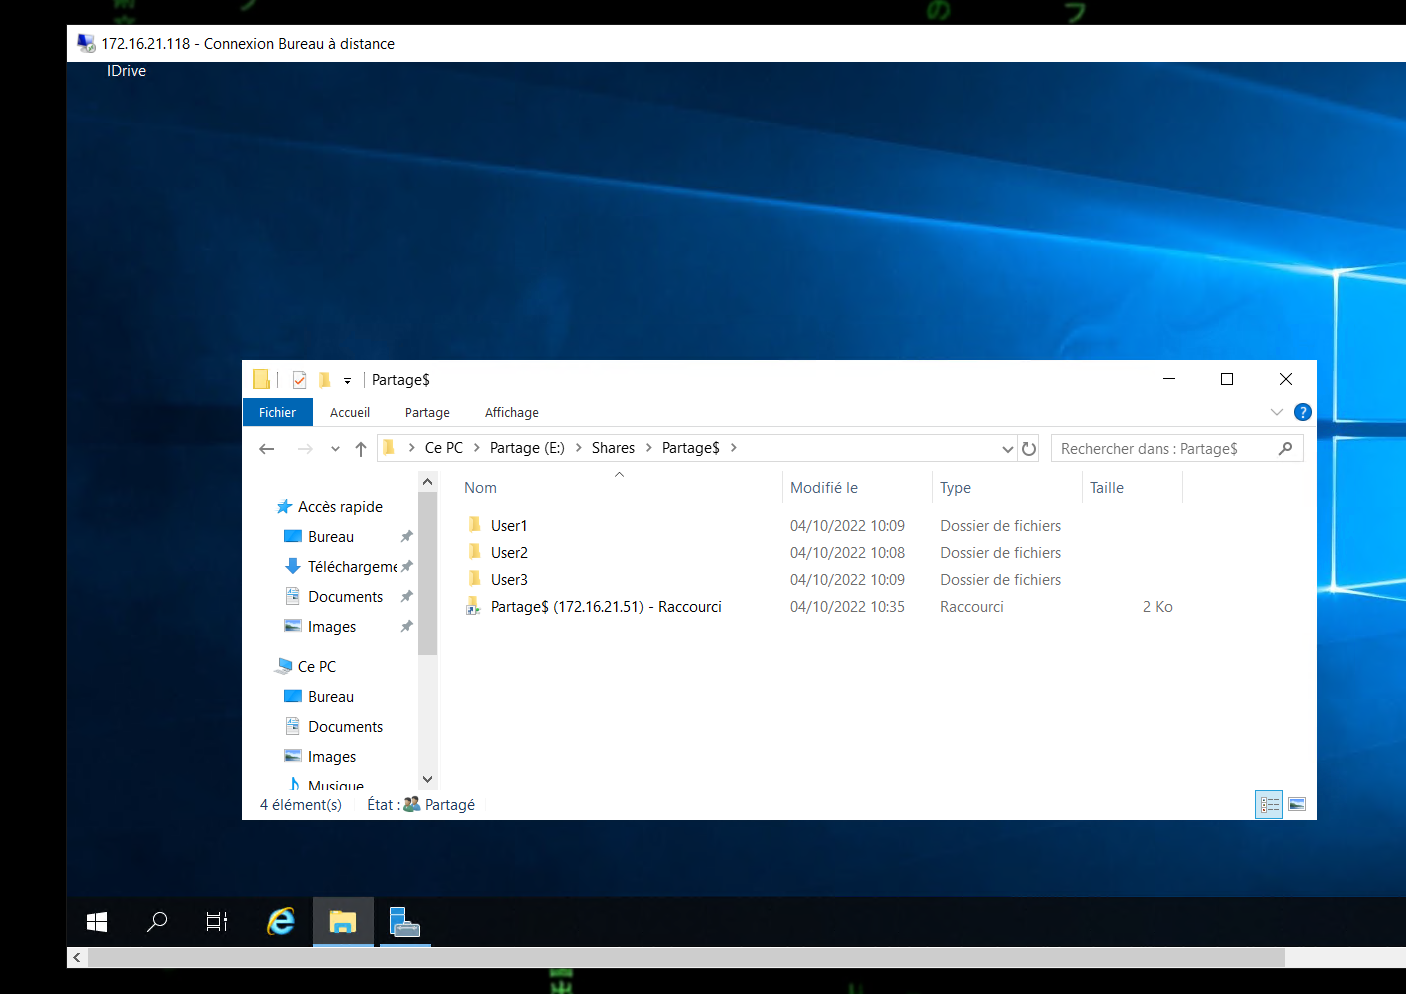 の
フ
172.16.21.118 - Connexion Bureau à distance
IDrive
Partage$
Fichier Accueil Partage Affichage
Ce PC Partage (E:) Shares Partage$ Rechercher dans : Partage$
Nom Modifié le Type Taille
Accès rapide
Bureau
Téléchargeme
Documents
Images
Ce PC
Bureau
Documents
Images
Musique
User1 04/10/2022 10:09 Dossier de fichiers
User2 04/10/2022 10:08 Dossier de fichiers
User3 04/10/2022 10:09 Dossier de fichiers
Partage$ (172.16.21.51) - Raccourci 04/10/2022 10:35 Raccourci 2 Ko
4 élément(s) État : Partagé